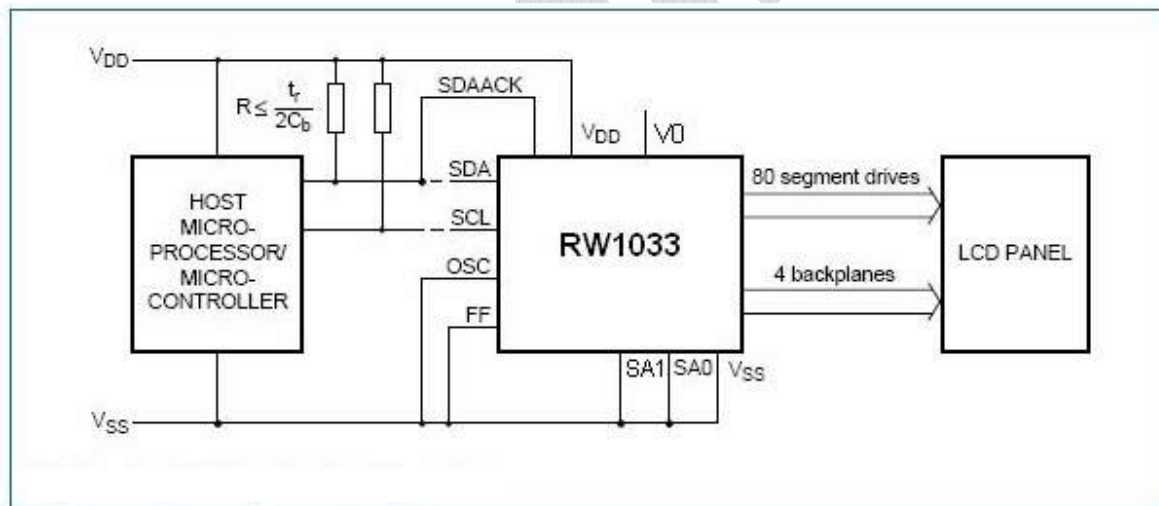 VDD
R ≤ tr / 2Cb
SDAACK
VDD
V0
SDA
SCL
OSC
FF
HOST
MICRO-
PROCESSOR/
MICRO-
CONTROLLER
RW1033
80 segment drives
4 backplanes
LCD PANEL
SA1
SA0
VSS
VSS